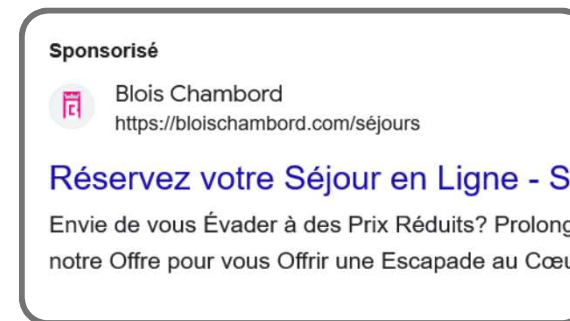 Sponsorisé
Blois Chambord
https://bloischambord.com/séjours
Réservez votre Séjour en Ligne - S
Envie de vous Évader à des Prix Réduits? Prolong
notre Offre pour vous Offrir une Escapade au Cœu